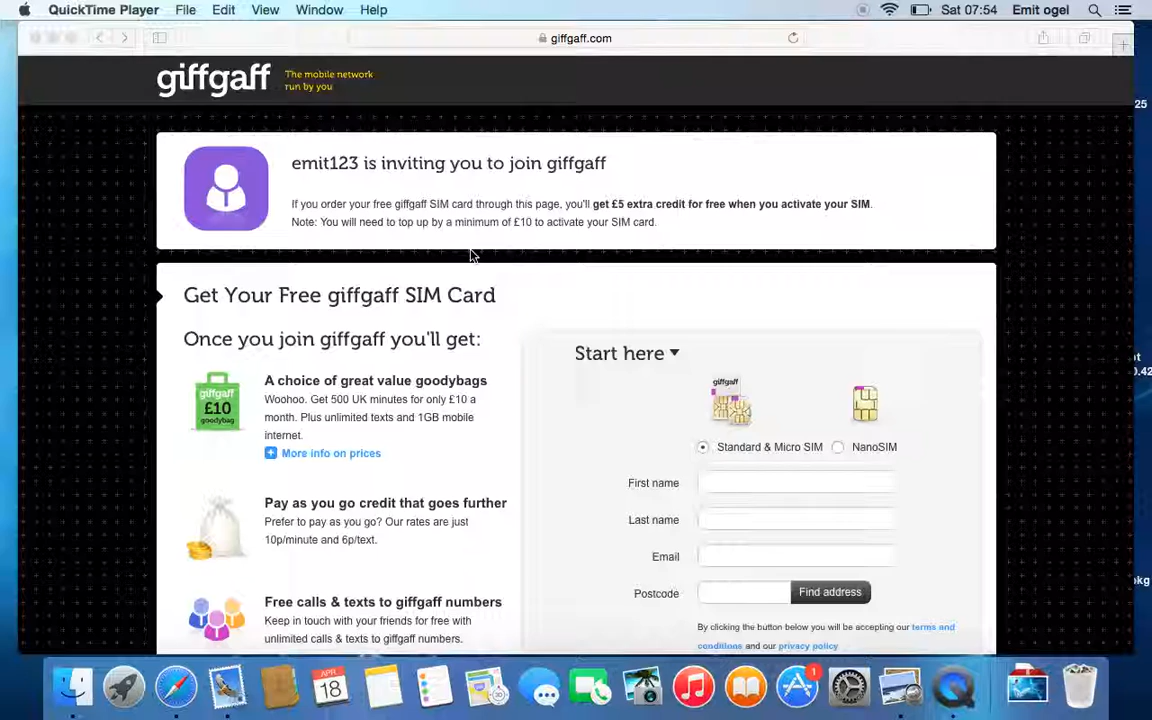 QuickTime Player File Edit View Window Help Sat 07:54 Emit ogel
giffgaff.com
giffgaff The mobile network
run by you
25
emit123 is inviting you to join giffgaff
If you order your free giffgaff SIM card through this page, you'll get £5 extra credit for free when you activate your SIM.
Note: You will need to top up by a minimum of £10 to activate your SIM card.
Get Your Free giffgaff SIM Card
Once you join giffgaff you'll get:
giffgaff
£10
goodybag
A choice of great value goodybags
Woohoo. Get 500 UK minutes for only £10 a
month. Plus unlimited texts and 1GB mobile
internet.
More info on prices
Pay as you go credit that goes further
Prefer to pay as you go? Our rates are just
10p/minute and 6p/text.
Free calls & texts to giffgaff numbers
Keep in touch with your friends for free with
unlimited calls & texts to giffgaff numbers.
Start here
giffgaff
Standard & Micro SIM NanoSIM
First name
Last name
Email
Postcode Find address
By clicking the button below you will be accepting our terms and
conditions and our privacy policy
0.42
pkg
APR
18
30
1